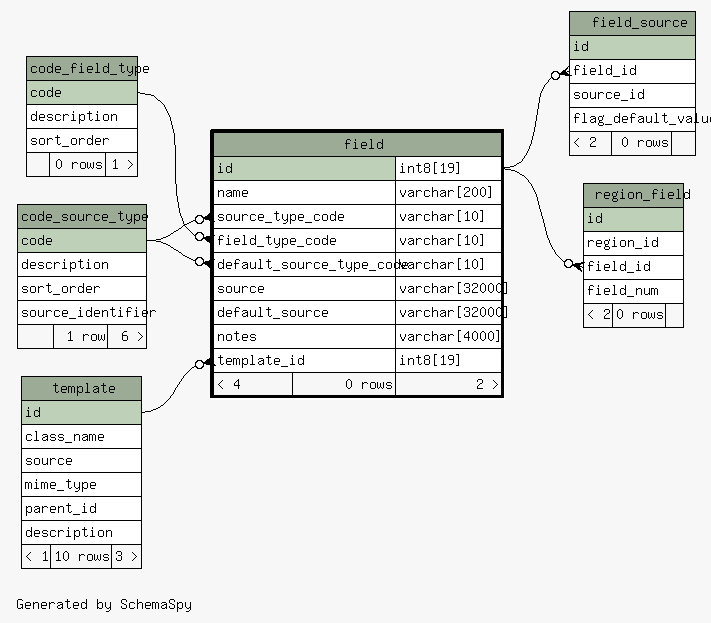 code_field_type
code
description
sort_order
0 rows 1 >
code_source_type
code
description
sort_order
source_identifier
1 row 6 >
template
id
class_name
source
mime_type
parent_id
description
< 1 10 rows 3 >
field
id int8[19]
name varchar[200]
source_type_code varchar[10]
field_type_code varchar[10]
default_source_type_code varchar[10]
source varchar[32000]
default_source varchar[32000]
notes varchar[4000]
template_id int8[19]
< 4 0 rows 2 >
field_source
id
field_id
source_id
flag_default_valu
< 2 0 rows
region_field
id
region_id
field_id
field_num
< 2 0 rows
Generated by SchemaSpy